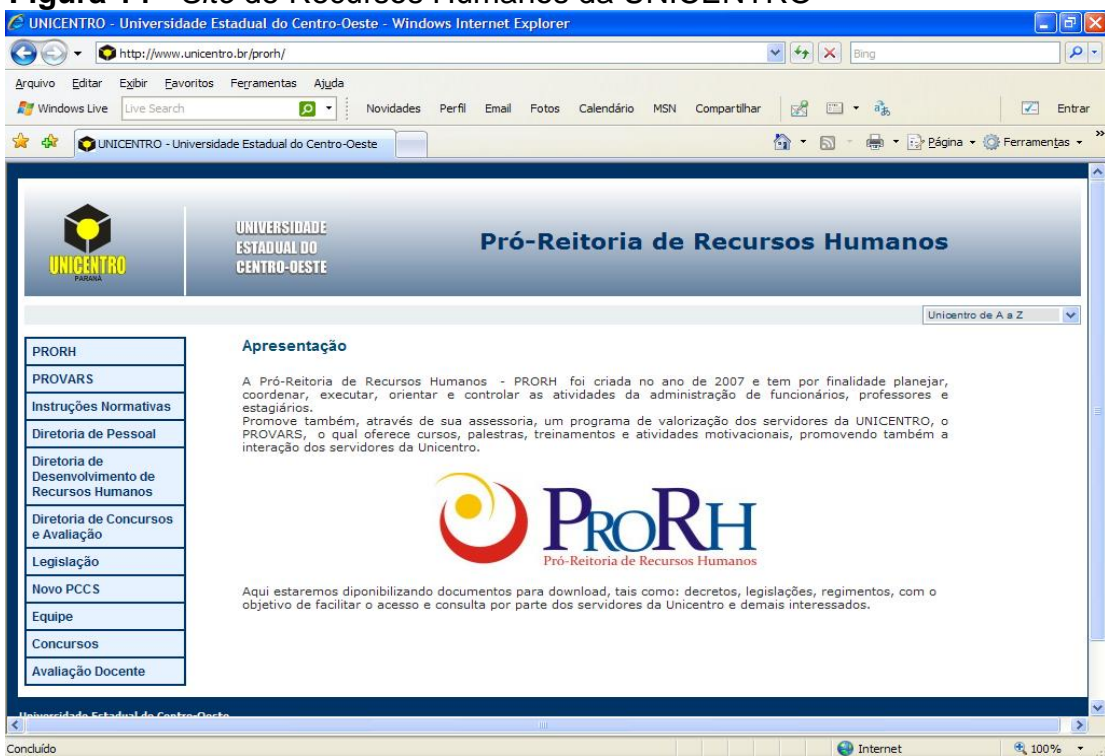 UNICENTRO - Universidade Estadual do Centro-Oeste - Windows Internet Explorer
http://www.unicentro.br/prorh/
Bing
Arquivo Editar Exibir Favoritos Ferramentas Ajuda
Windows Live Live Search Novidades Perfil Email Fotos Calendário MSN Compartilhar Entrar
UNICENTRO - Universidade Estadual do Centro-Oeste Página Ferramentas
UNICENTRO
PARANÁ
UNIVERSIDADE
ESTADUAL DO
CENTRO-OESTE
Pró-Reitoria de Recursos Humanos
Unicentro de A a Z
PRORH
PROVARS
Instruções Normativas
Diretoria de Pessoal
Diretoria de
Desenvolvimento de
Recursos Humanos
Diretoria de Concursos
e Avaliação
Legislação
Novo PCCS
Equipe
Concursos
Avaliação Docente
Apresentação
A Pró-Reitoria de Recursos Humanos - PRORH foi criada no ano de 2007 e tem por finalidade planejar,
coordenar, executar, orientar e controlar as atividades da administração de funcionários, professores e
estagiários.
Promove também, através de sua assessoria, um programa de valorização dos servidores da UNICENTRO, o
PROVARS, o qual oferece cursos, palestras, treinamentos e atividades motivacionais, promovendo também a
interação dos servidores da Unicentro.
PRORH
Pró-Reitoria de Recursos Humanos
Aqui estaremos diponibilizando documentos para download, tais como: decretos, legislações, regimentos, com o
objetivo de facilitar o acesso e consulta por parte dos servidores da Unicentro e demais interessados.
Universidade Estadual do Centro-Oeste
Concluído Internet 100%